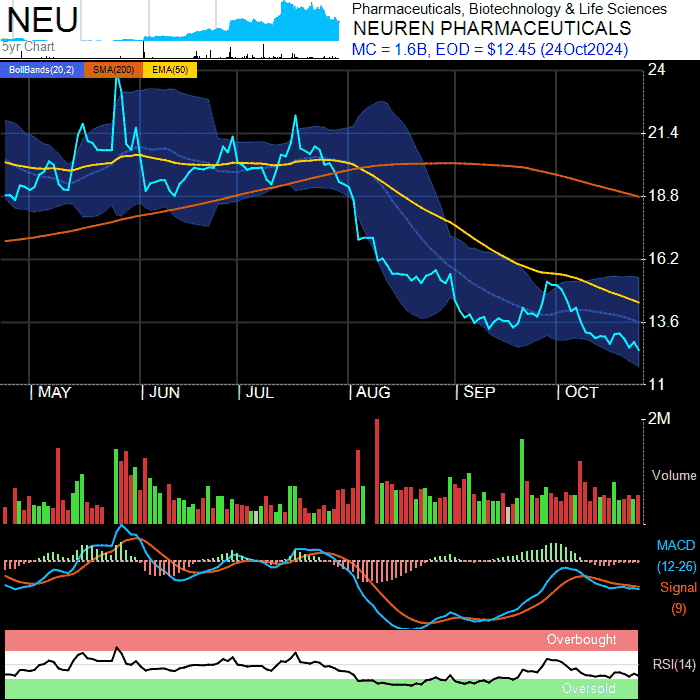 NEU
5yr Chart
Pharmaceuticals, Biotechnology & Life Sciences
NEUREN PHARMACEUTICALS
MC = 1.6B, EOD = $12.45 (24Oct2024)
BollBands(20,2) SMA(200) EMA(50)
24
21.4
18.8
16.2
13.6
11
MAY JUN JUL AUG SEP OCT
2M
Volume
MACD
(12-26)
Signal
(9)
Overbought
RSI(14)
Oversold